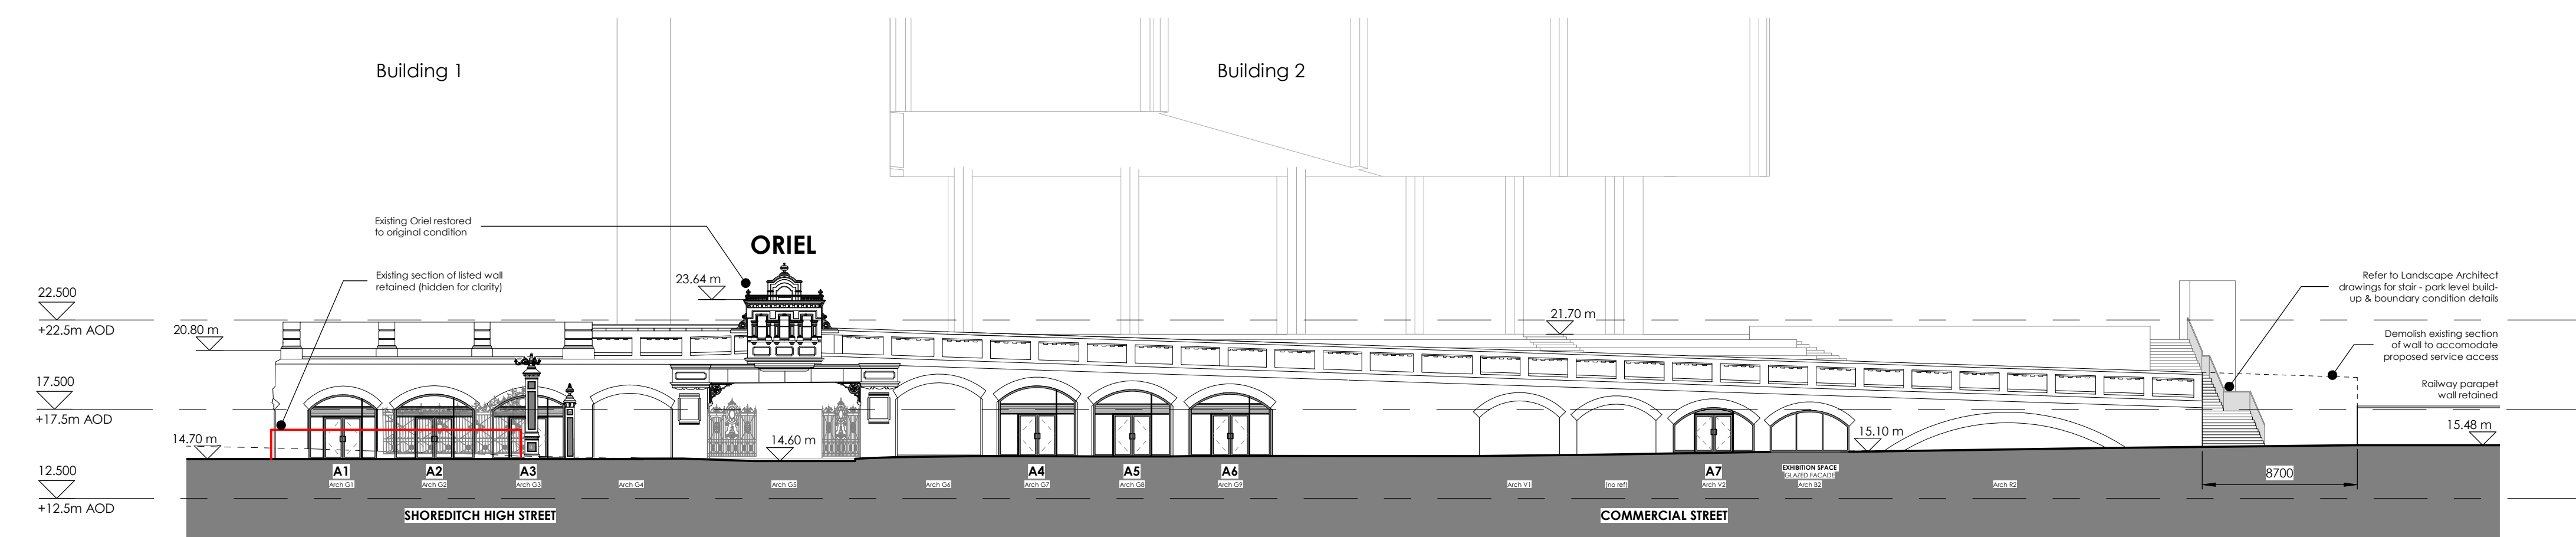 Building 1
Building 2
Existing Oriel restored
to original condition
ORIEL
Existing section of listed wall
retained (hidden for clarity)
23.64 m
22.500
+22.5m AOD
20.80 m
21.70 m
Refer to Landscape Architect
drawings for stair - park level build-
up & boundary condition details
Demolish existing section
of wall to accomodate
proposed service access
Railway parapet
wall retained
17.500
+17.5m AOD
14.70 m
14.60 m
15.10 m
15.48 m
12.500
+12.5m AOD
A1
Arch G1
A2
Arch G2
A3
Arch G3
Arch G4
Arch G5
Arch G6
A4
Arch G7
A5
Arch G8
A6
Arch G9
Arch V1
(no ref)
A7
Arch V2
EXHIBITION SPACE
GLAZED FACADE
Arch B2
Arch R2
8700
SHOREDITCH HIGH STREET
COMMERCIAL STREET